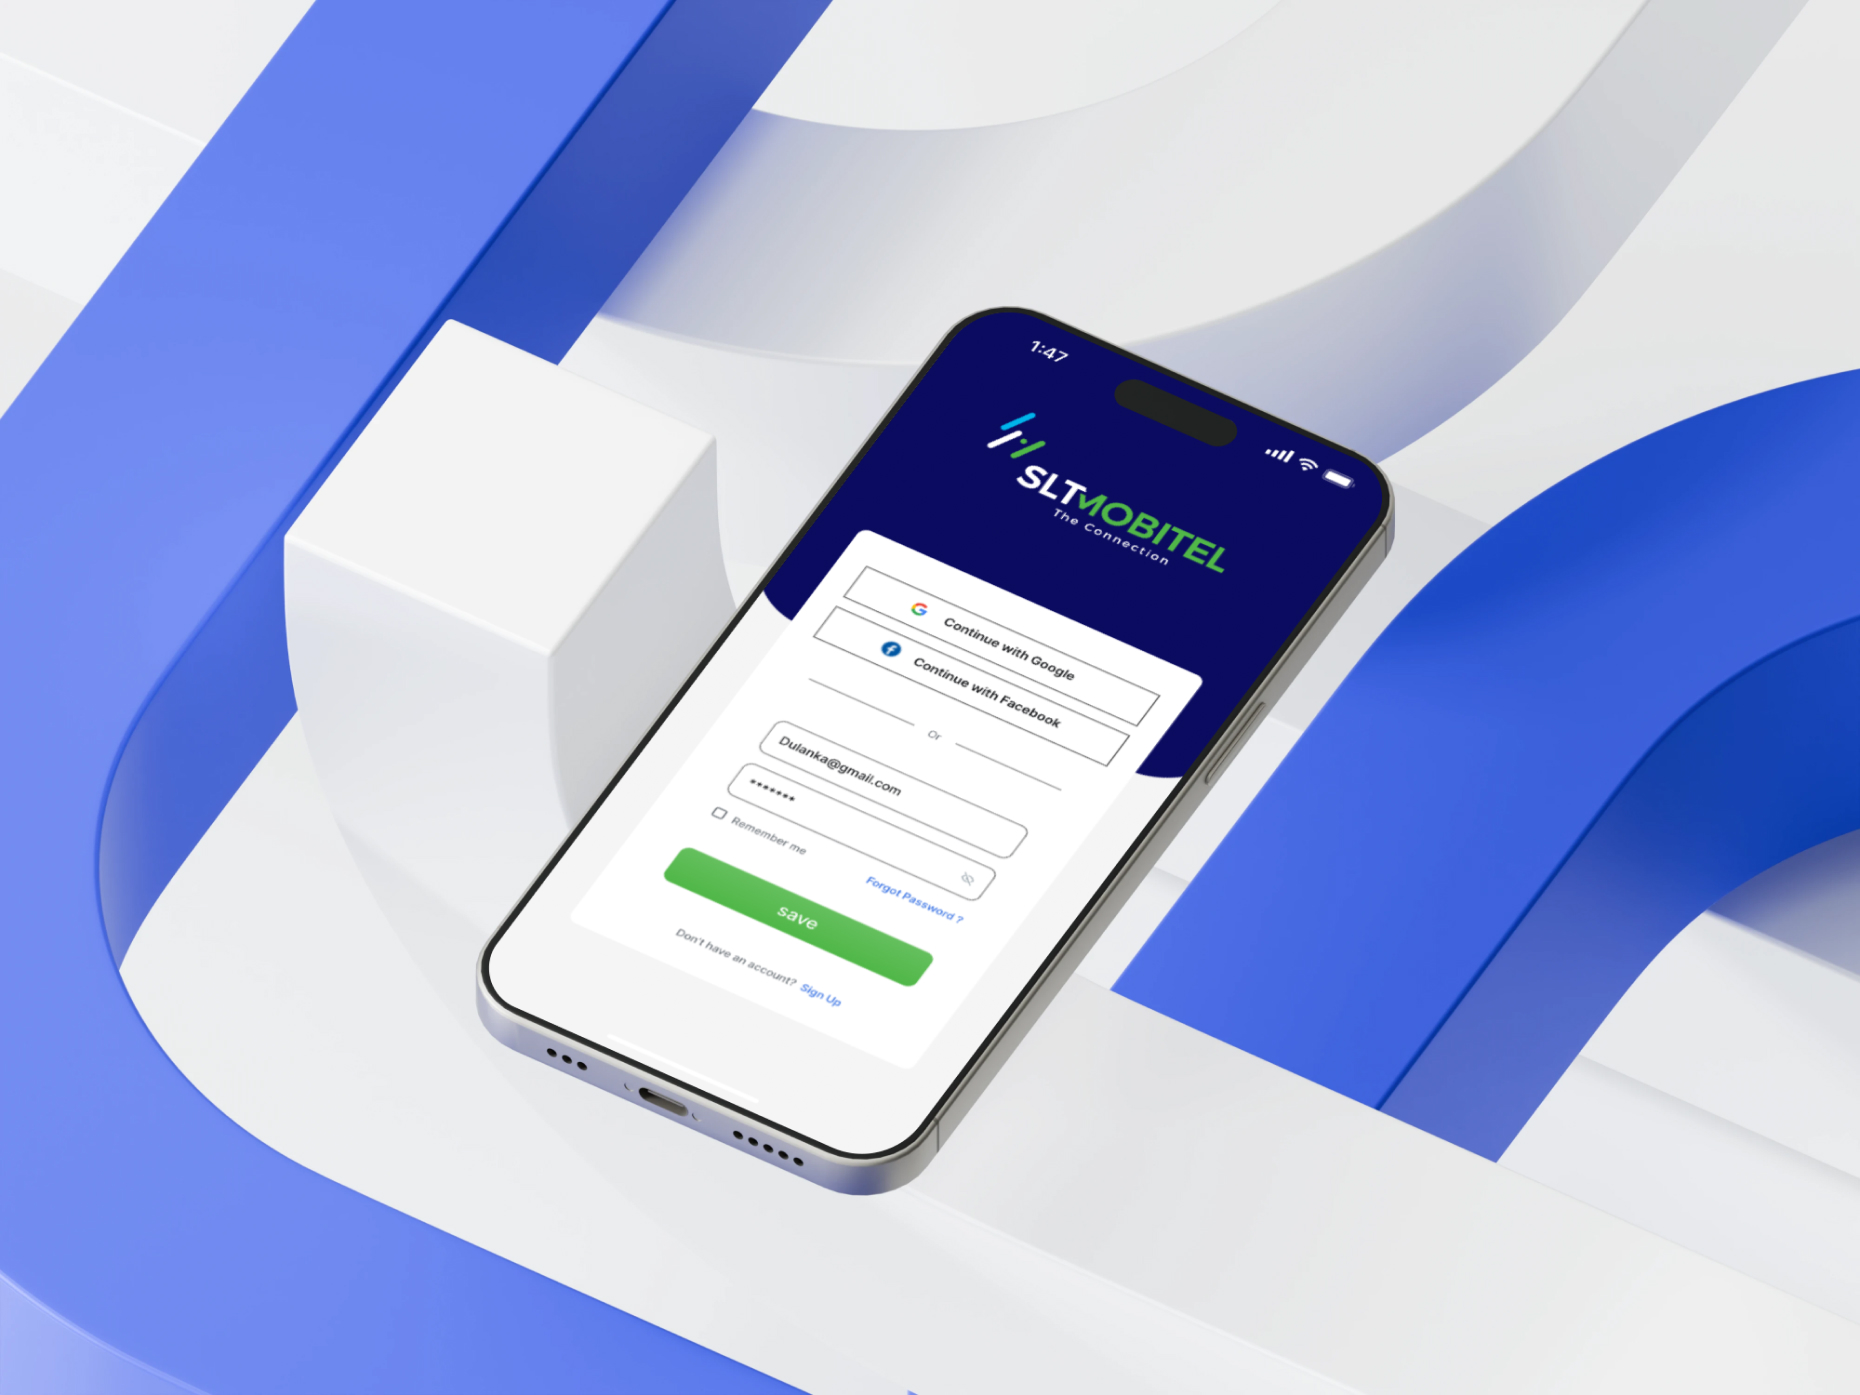 1:47
SLTMOBITEL
The Connection
Continue with Google
Continue with Facebook
Or
Dulanka@gmail.com
*******
Remember me
Forgot Password ?
save
Don't have an account? Sign Up